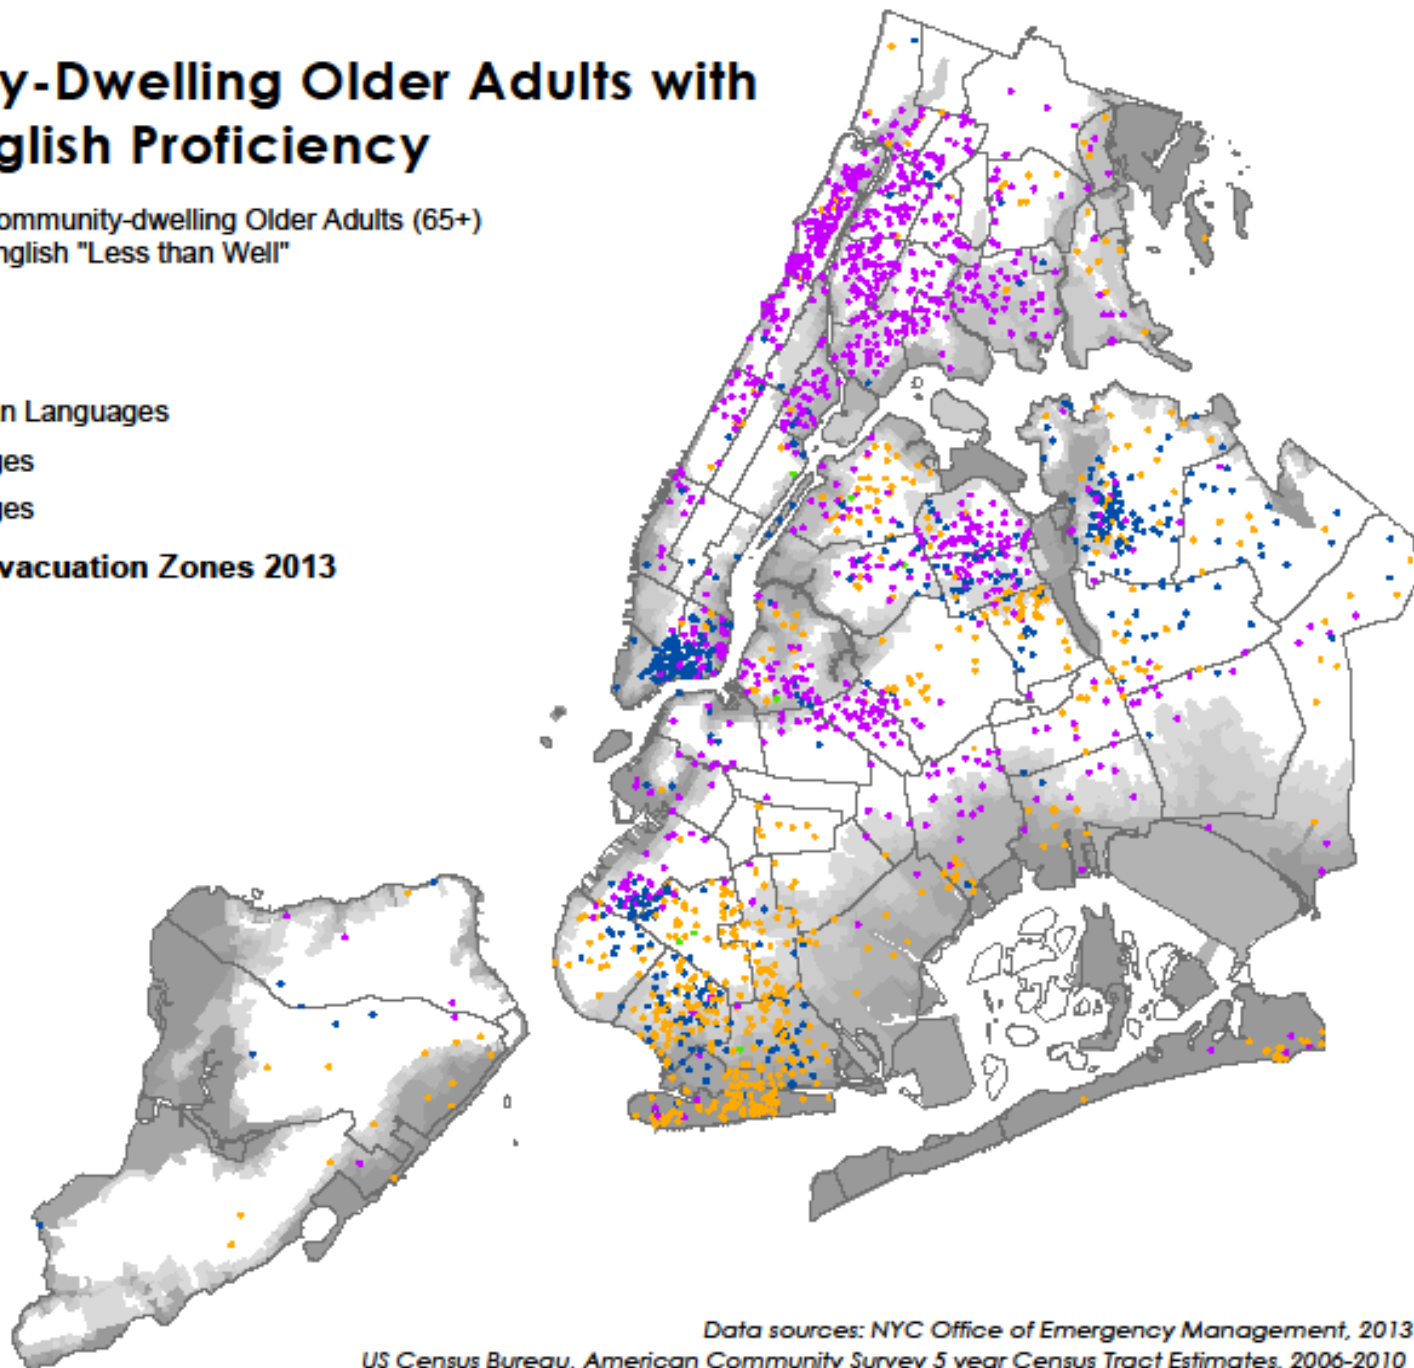 y-Dwelling Older Adults with
glish Proficiency
ommunity-dwelling Older Adults (65+)
nglish "Less than Well"
n Languages
ges
ges
vacuation Zones 2013
Data sources: NYC Office of Emergency Management, 2013
US Census Bureau, American Community Survey 5 year Census Tract Estimates, 2006-2010